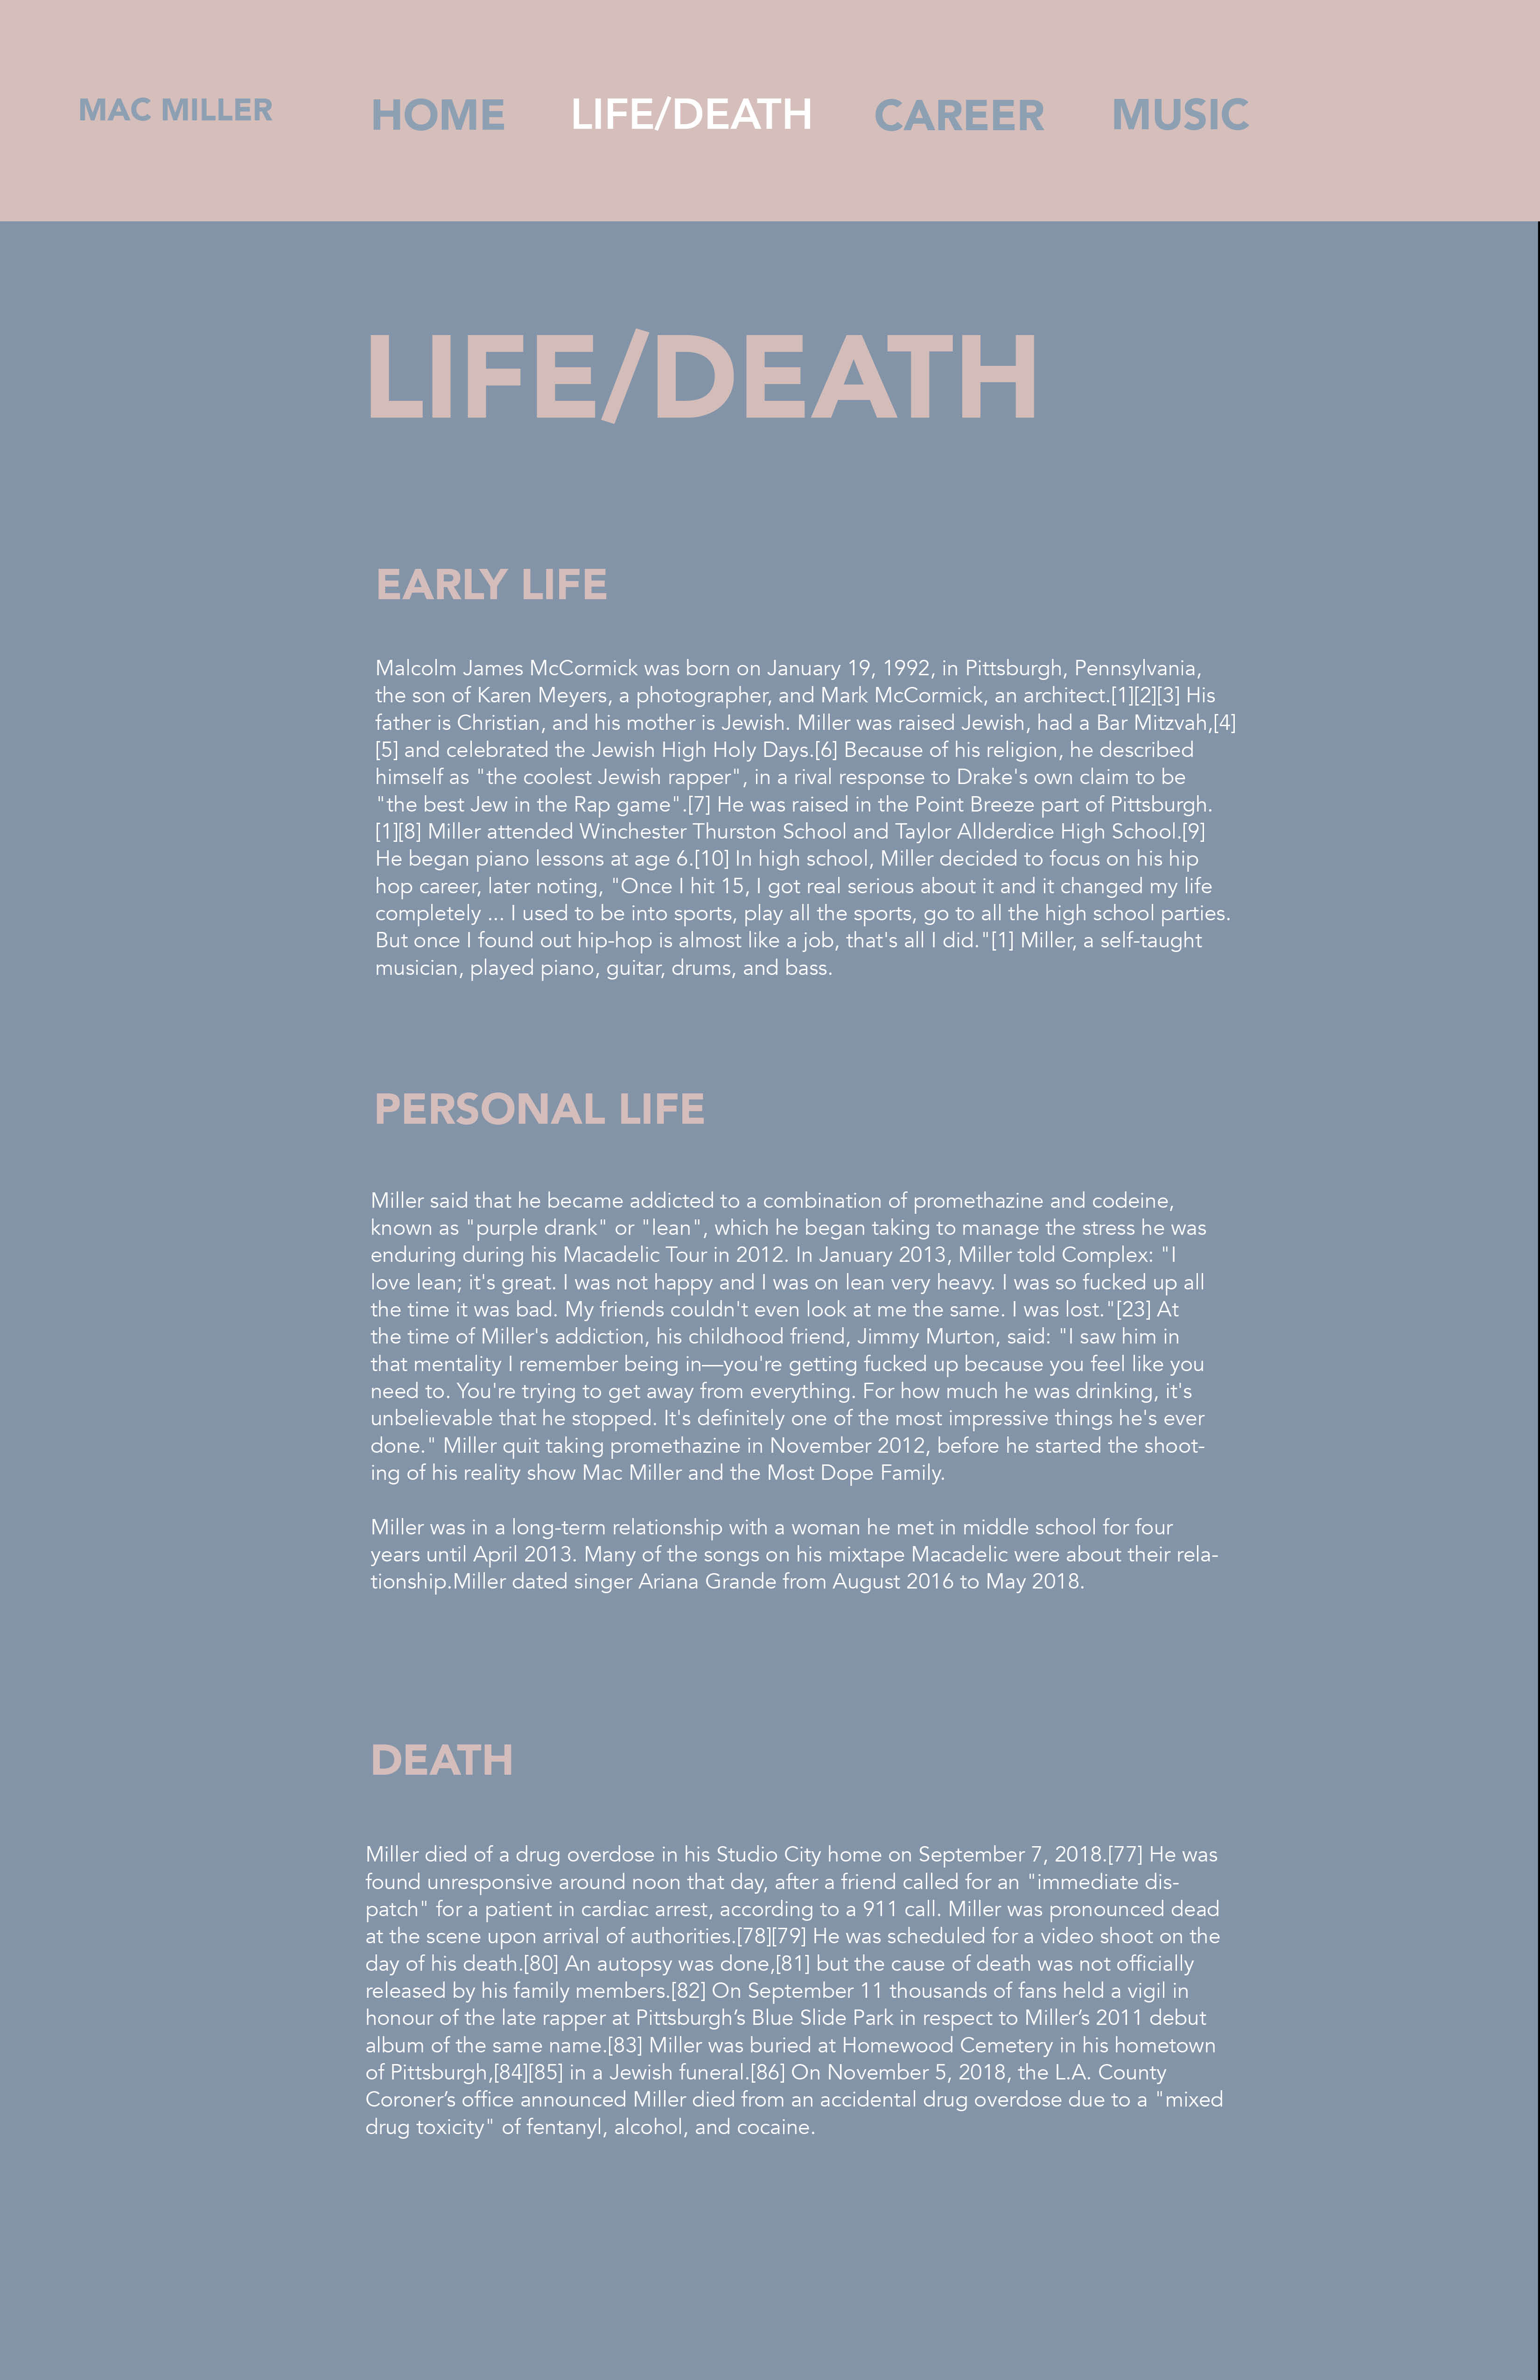 MAC MILLER HOME LIFE/DEATH CAREER MUSIC
LIFE/DEATH
EARLY LIFE
Malcolm James McCormick was born on January 19, 1992, in Pittsburgh, Pennsylvania,
the son of Karen Meyers, a photographer, and Mark McCormick, an architect.[1][2][3] His
father is Christian, and his mother is Jewish. Miller was raised Jewish, had a Bar Mitzvah,[4]
[5] and celebrated the Jewish High Holy Days.[6] Because of his religion, he described
himself as "the coolest Jewish rapper", in a rival response to Drake's own claim to be
"the best Jew in the Rap game".[7] He was raised in the Point Breeze part of Pittsburgh.
[1][8] Miller attended Winchester Thurston School and Taylor Allderdice High School.[9]
He began piano lessons at age 6.[10] In high school, Miller decided to focus on his hip
hop career, later noting, "Once I hit 15, I got real serious about it and it changed my life
completely ... I used to be into sports, play all the sports, go to all the high school parties.
But once I found out hip-hop is almost like a job, that's all I did."[1] Miller, a self-taught
musician, played piano, guitar, drums, and bass.
PERSONAL LIFE
Miller said that he became addicted to a combination of promethazine and codeine,
known as "purple drank" or "lean", which he began taking to manage the stress he was
enduring during his Macadelic Tour in 2012. In January 2013, Miller told Complex: "I
love lean; it's great. I was not happy and I was on lean very heavy. I was so fucked up all
the time it was bad. My friends couldn't even look at me the same. I was lost."[23] At
the time of Miller's addiction, his childhood friend, Jimmy Murton, said: "I saw him in
that mentality I remember being in—you're getting fucked up because you feel like you
need to. You're trying to get away from everything. For how much he was drinking, it's
unbelievable that he stopped. It's definitely one of the most impressive things he's ever
done." Miller quit taking promethazine in November 2012, before he started the shoot-
ing of his reality show Mac Miller and the Most Dope Family.
Miller was in a long-term relationship with a woman he met in middle school for four
years until April 2013. Many of the songs on his mixtape Macadelic were about their rela-
tionship.Miller dated singer Ariana Grande from August 2016 to May 2018.
DEATH
Miller died of a drug overdose in his Studio City home on September 7, 2018.[77] He was
found unresponsive around noon that day, after a friend called for an "immediate dis-
patch" for a patient in cardiac arrest, according to a 911 call. Miller was pronounced dead
at the scene upon arrival of authorities.[78][79] He was scheduled for a video shoot on the
day of his death.[80] An autopsy was done,[81] but the cause of death was not officially
released by his family members.[82] On September 11 thousands of fans held a vigil in
honour of the late rapper at Pittsburgh’s Blue Slide Park in respect to Miller’s 2011 debut
album of the same name.[83] Miller was buried at Homewood Cemetery in his hometown
of Pittsburgh,[84][85] in a Jewish funeral.[86] On November 5, 2018, the L.A. County
Coroner’s office announced Miller died from an accidental drug overdose due to a "mixed
drug toxicity" of fentanyl, alcohol, and cocaine.